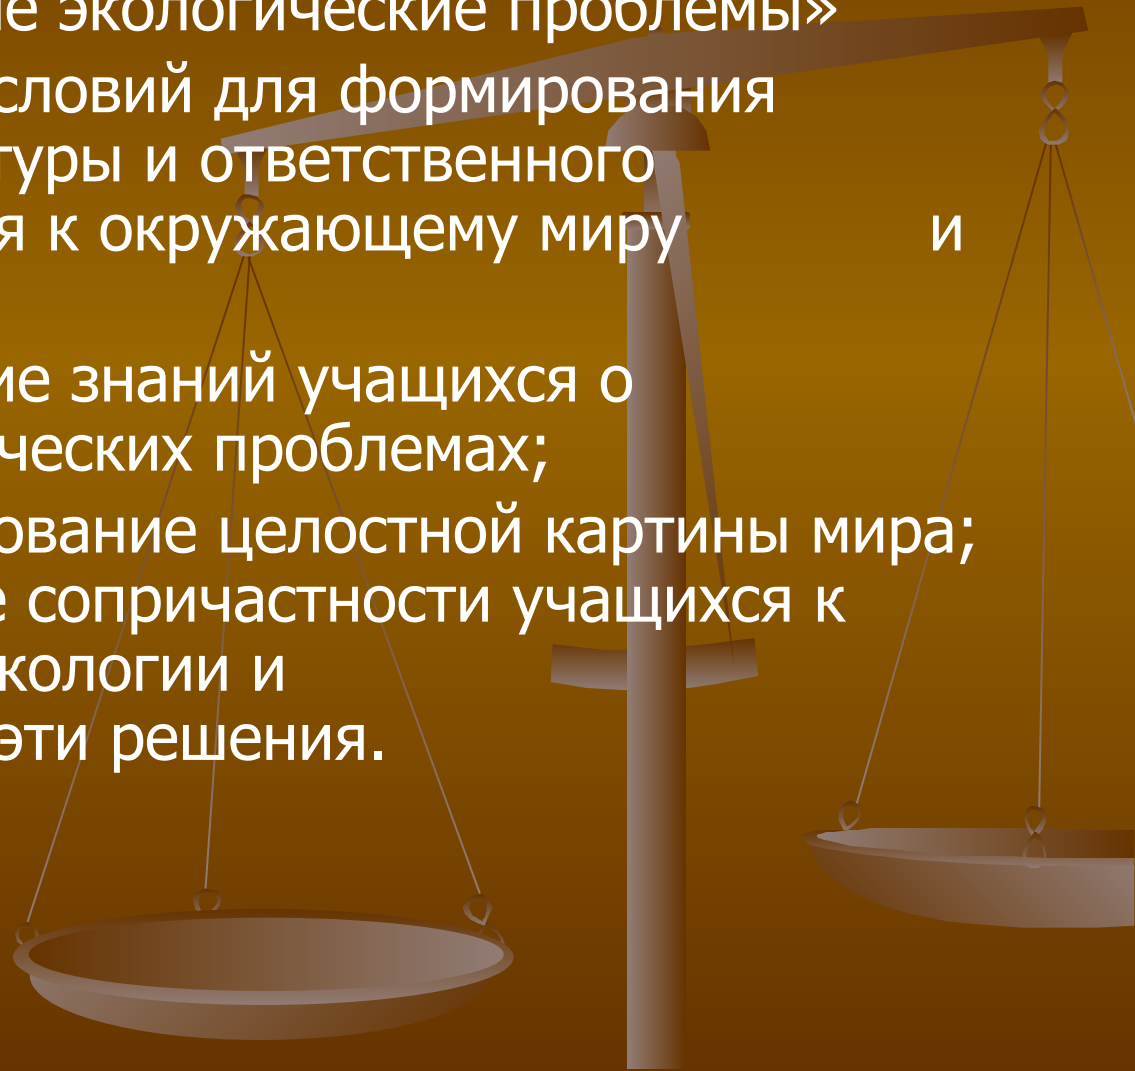 ие экологические проблемы»
словий для формирования
туры и ответственного
я к окружающему миру и
ие знаний учащихся о
ческих проблемах;
ование целостной картины мира;
е сопричастности учащихся к
кологии и
эти решения.